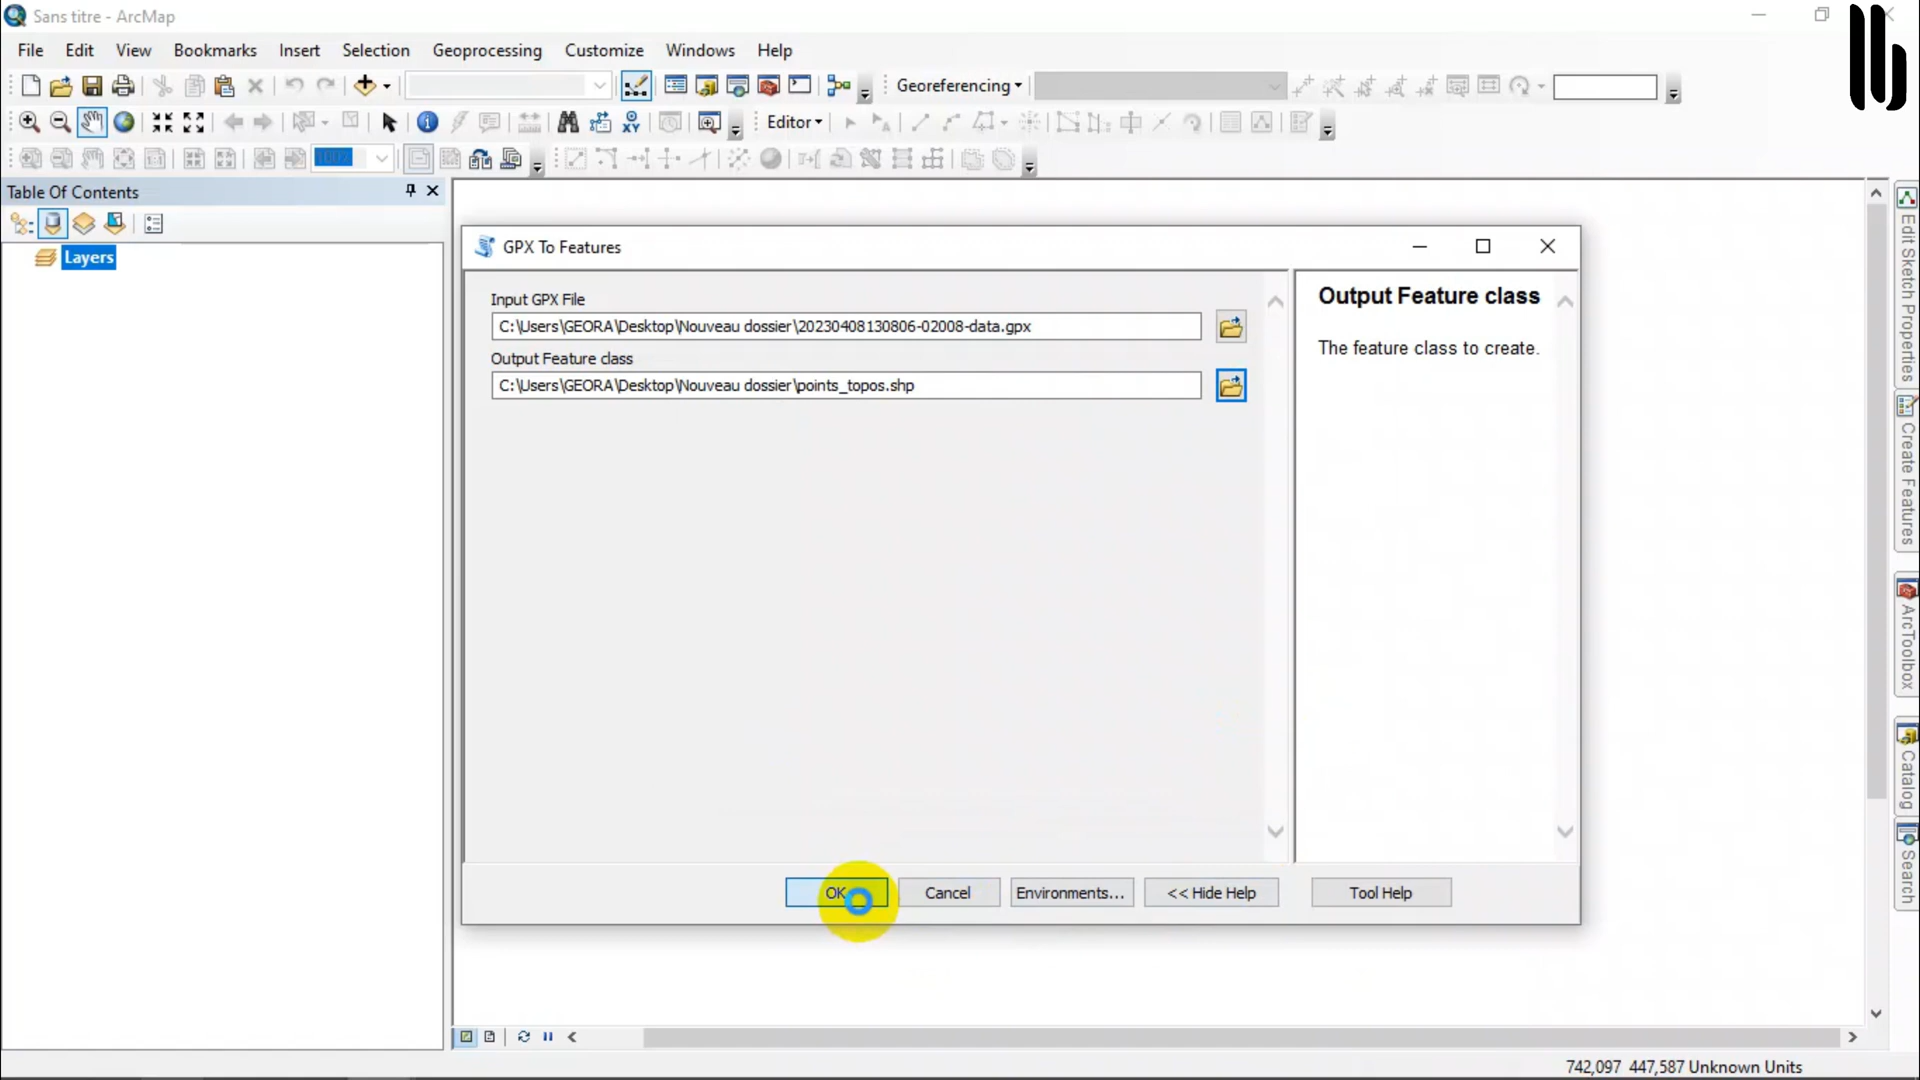 Sans titre - ArcMap
File Edit View Bookmarks Insert Selection Geoprocessing Customize Windows Help
Georeferencing
Editor
100%
Table Of Contents
Layers
GPX To Features
Input GPX File
C:\Users\GEORA\Desktop\Nouveau dossier\20230408130806-02008-data.gpx
Output Feature class
C:\Users\GEORA\Desktop\Nouveau dossier\points_topos.shp
Output Feature class
The feature class to create.
OK Cancel Environments... << Hide Help Tool Help
Edit Sketch Properties
Create Features
ArcToolbox
Catalog
Search
742,097 447,587 Unknown Units